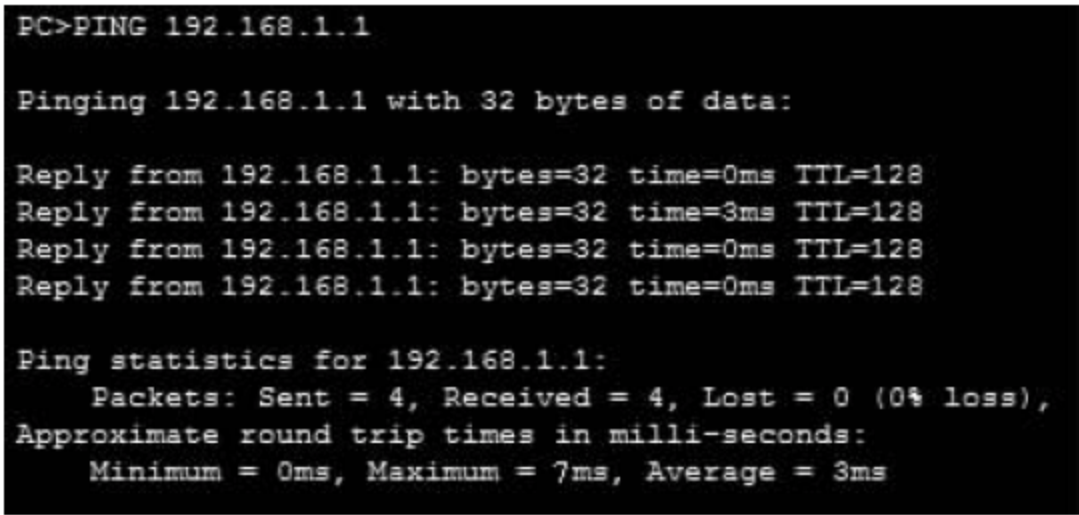 PC>PING 192.168.1.1
Pinging 192.168.1.1 with 32 bytes of data:
Reply from 192.168.1.1: bytes=32 time=0ms TTL=128
Reply from 192.168.1.1: bytes=32 time=3ms TTL=128
Reply from 192.168.1.1: bytes=32 time=0ms TTL=128
Reply from 192.168.1.1: bytes=32 time=0ms TTL=128
Ping statistics for 192.168.1.1:
Packets: Sent = 4, Received = 4, Lost = 0 (0% loss),
Approximate round trip times in milli-seconds:
Minimum = 0ms, Maximum = 7ms, Average = 3ms